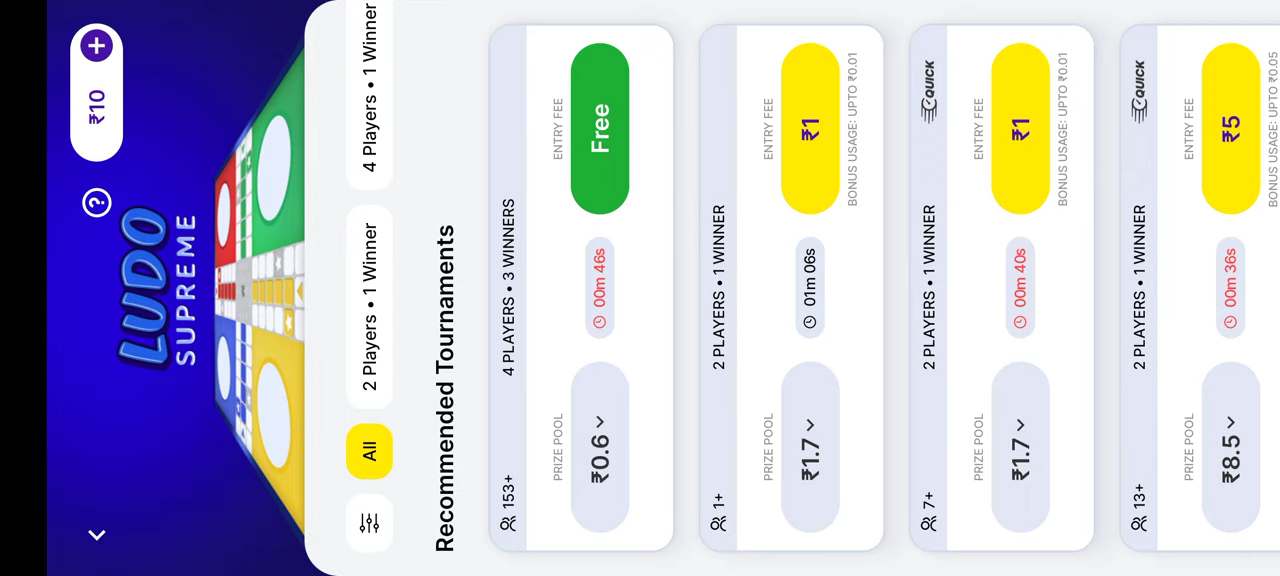 ₹10
?
LUDO
SUPREME
All
2 Players • 1 Winner
4 Players • 1 Winner
Recommended Tournaments
153+ 4 PLAYERS • 3 WINNERS
PRIZE POOL ENTRY FEE
₹0.6 00m 46s Free
1+ 2 PLAYERS • 1 WINNER
PRIZE POOL ENTRY FEE
₹1.7 01m 06s ₹1
BONUS USAGE: UPTO ₹0.01
7+ 2 PLAYERS • 1 WINNER QUICK
PRIZE POOL ENTRY FEE
₹1.7 00m 40s ₹1
BONUS USAGE: UPTO ₹0.01
13+ 2 PLAYERS • 1 WINNER QUICK
PRIZE POOL ENTRY FEE
₹8.5 00m 36s ₹5
BONUS USAGE: UPTO ₹0.05